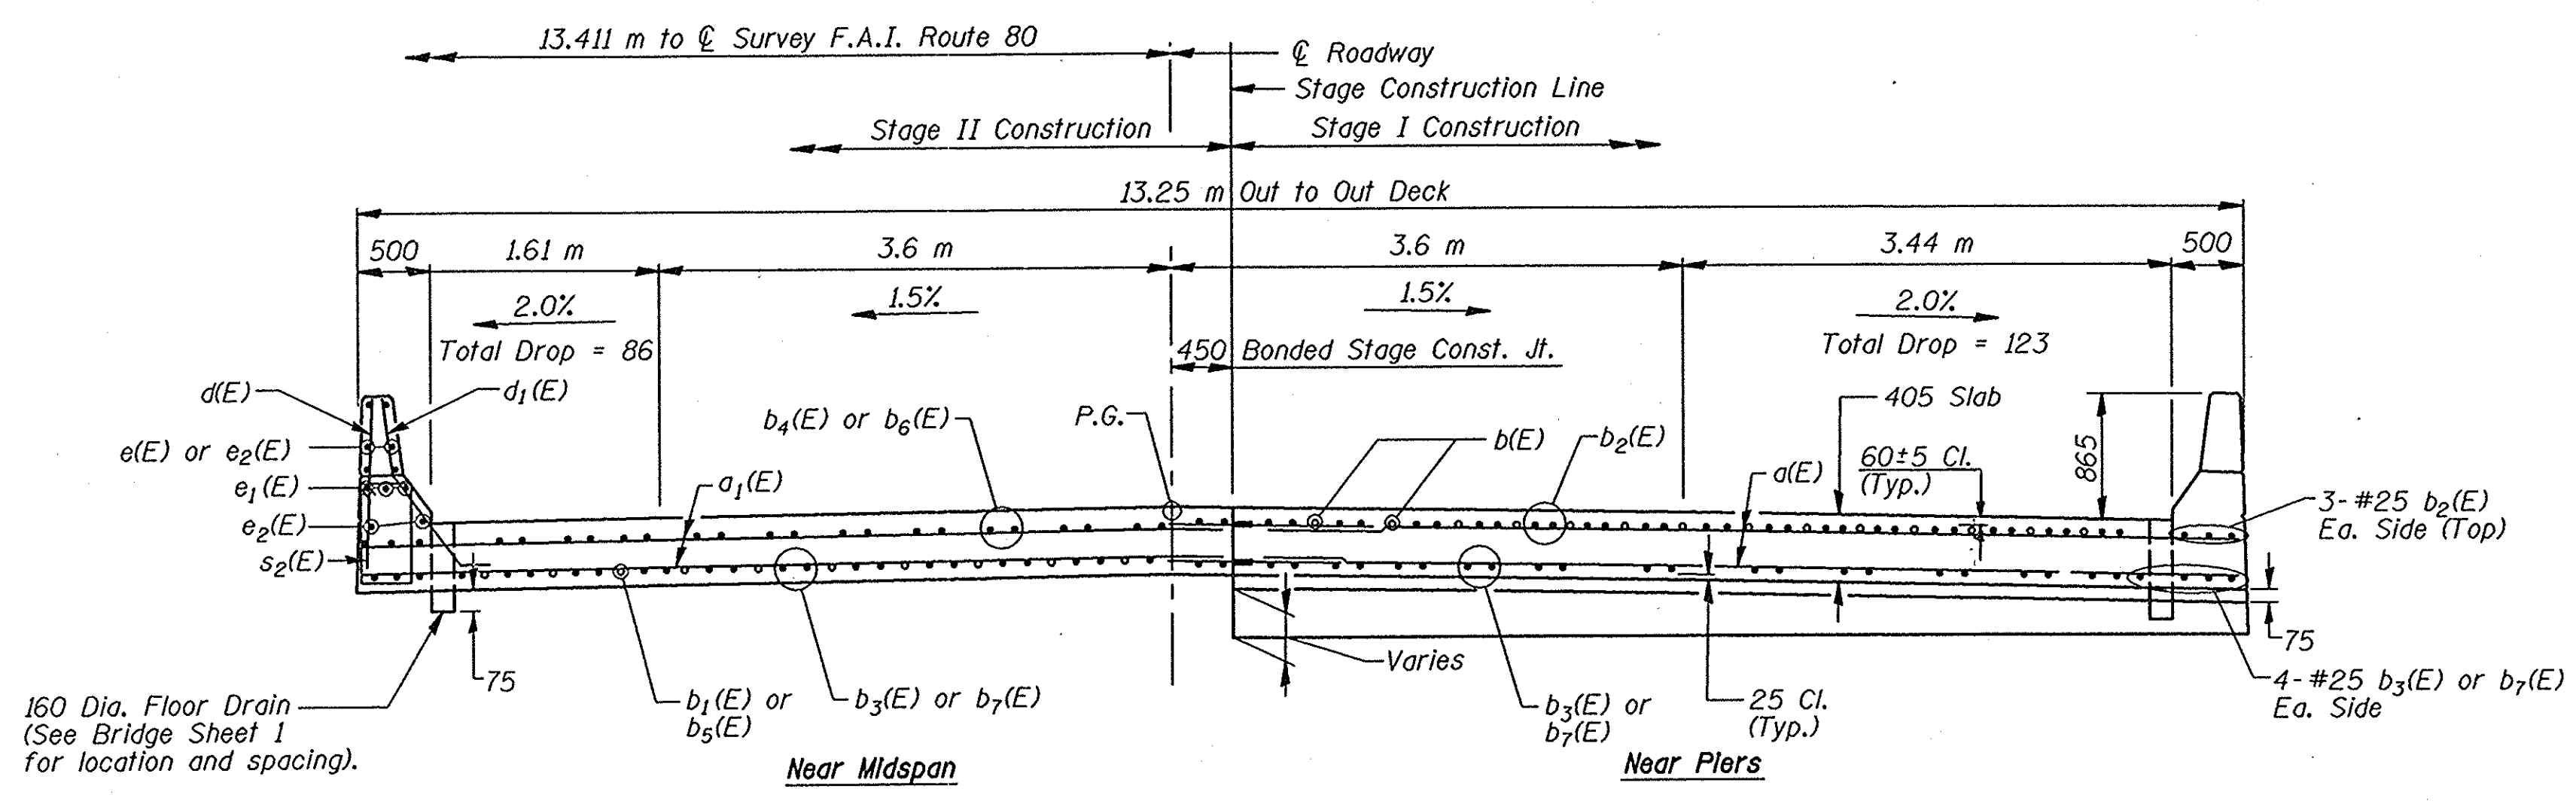 13.411 m to ℄ Survey F.A.I. Route 80
℄ Roadway
Stage Construction Line
Stage II Construction
Stage I Construction
13.25 m Out to Out Deck
500
1.61 m
3.6 m
3.6 m
3.44 m
500
2.0%
1.5%
1.5%
2.0%
Total Drop = 86
450 Bonded Stage Const. Jt.
Total Drop = 123
d(E)
d1(E)
405 Slab
b4(E) or b6(E)
P.G.
b(E)
b2(E)
e(E) or e2(E)
60±5 Cl.
(Typ.)
865
a(E)
e1(E)
a1(E)
3-#25 b2(E)
Ea. Side (Top)
e2(E)
s2(E)
75
75
Varies
4-#25 b3(E) or b7(E)
Ea. Side
160 Dia. Floor Drain
(See Bridge Sheet 1
for location and spacing).
b1(E) or
b5(E)
b3(E) or b7(E)
b3(E) or
b7(E)
25 Cl.
(Typ.)
Near Midspan
Near Piers